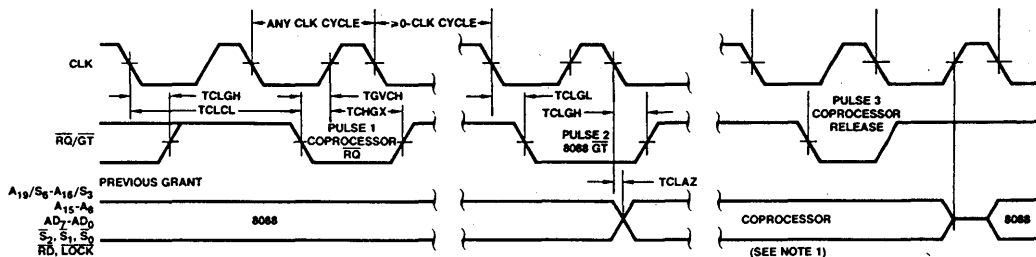 ANY CLK CYCLE
≥0-CLK CYCLE
CLK
TCLGH
TCLCL
TGVCH
TCHGX
PULSE 1
COPROCESSOR
RQ
TCLGL
TCLGH
PULSE 2
8088 GT
PULSE 3
COPROCESSOR
RELEASE
RQ/GT
PREVIOUS GRANT
TCLAZ
A19/S6-A16/S3
A15-A8
AD7-AD0
S2, S1, S0
RD, LOCK
8088
COPROCESSOR
8088
(SEE NOTE 1)